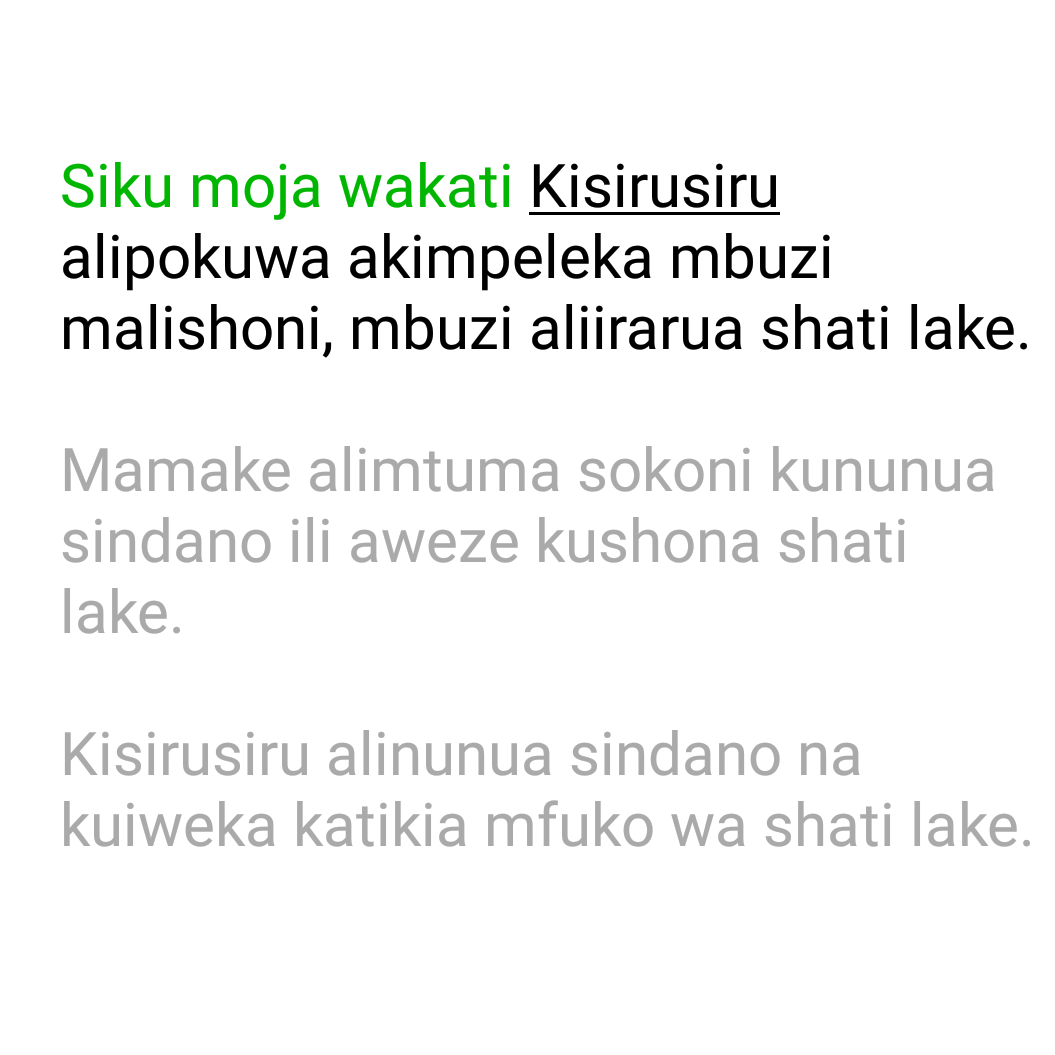 Siku moja wakati Kisirusiru
alipokuwa akimpeleka mbuzi
malishoni, mbuzi aliirarua shati lake.
Mamake alimtuma sokoni kununua
sindano ili aweze kushona shati
lake.
Kisirusiru alinunua sindano na
kuiweka katikia mfuko wa shati lake.